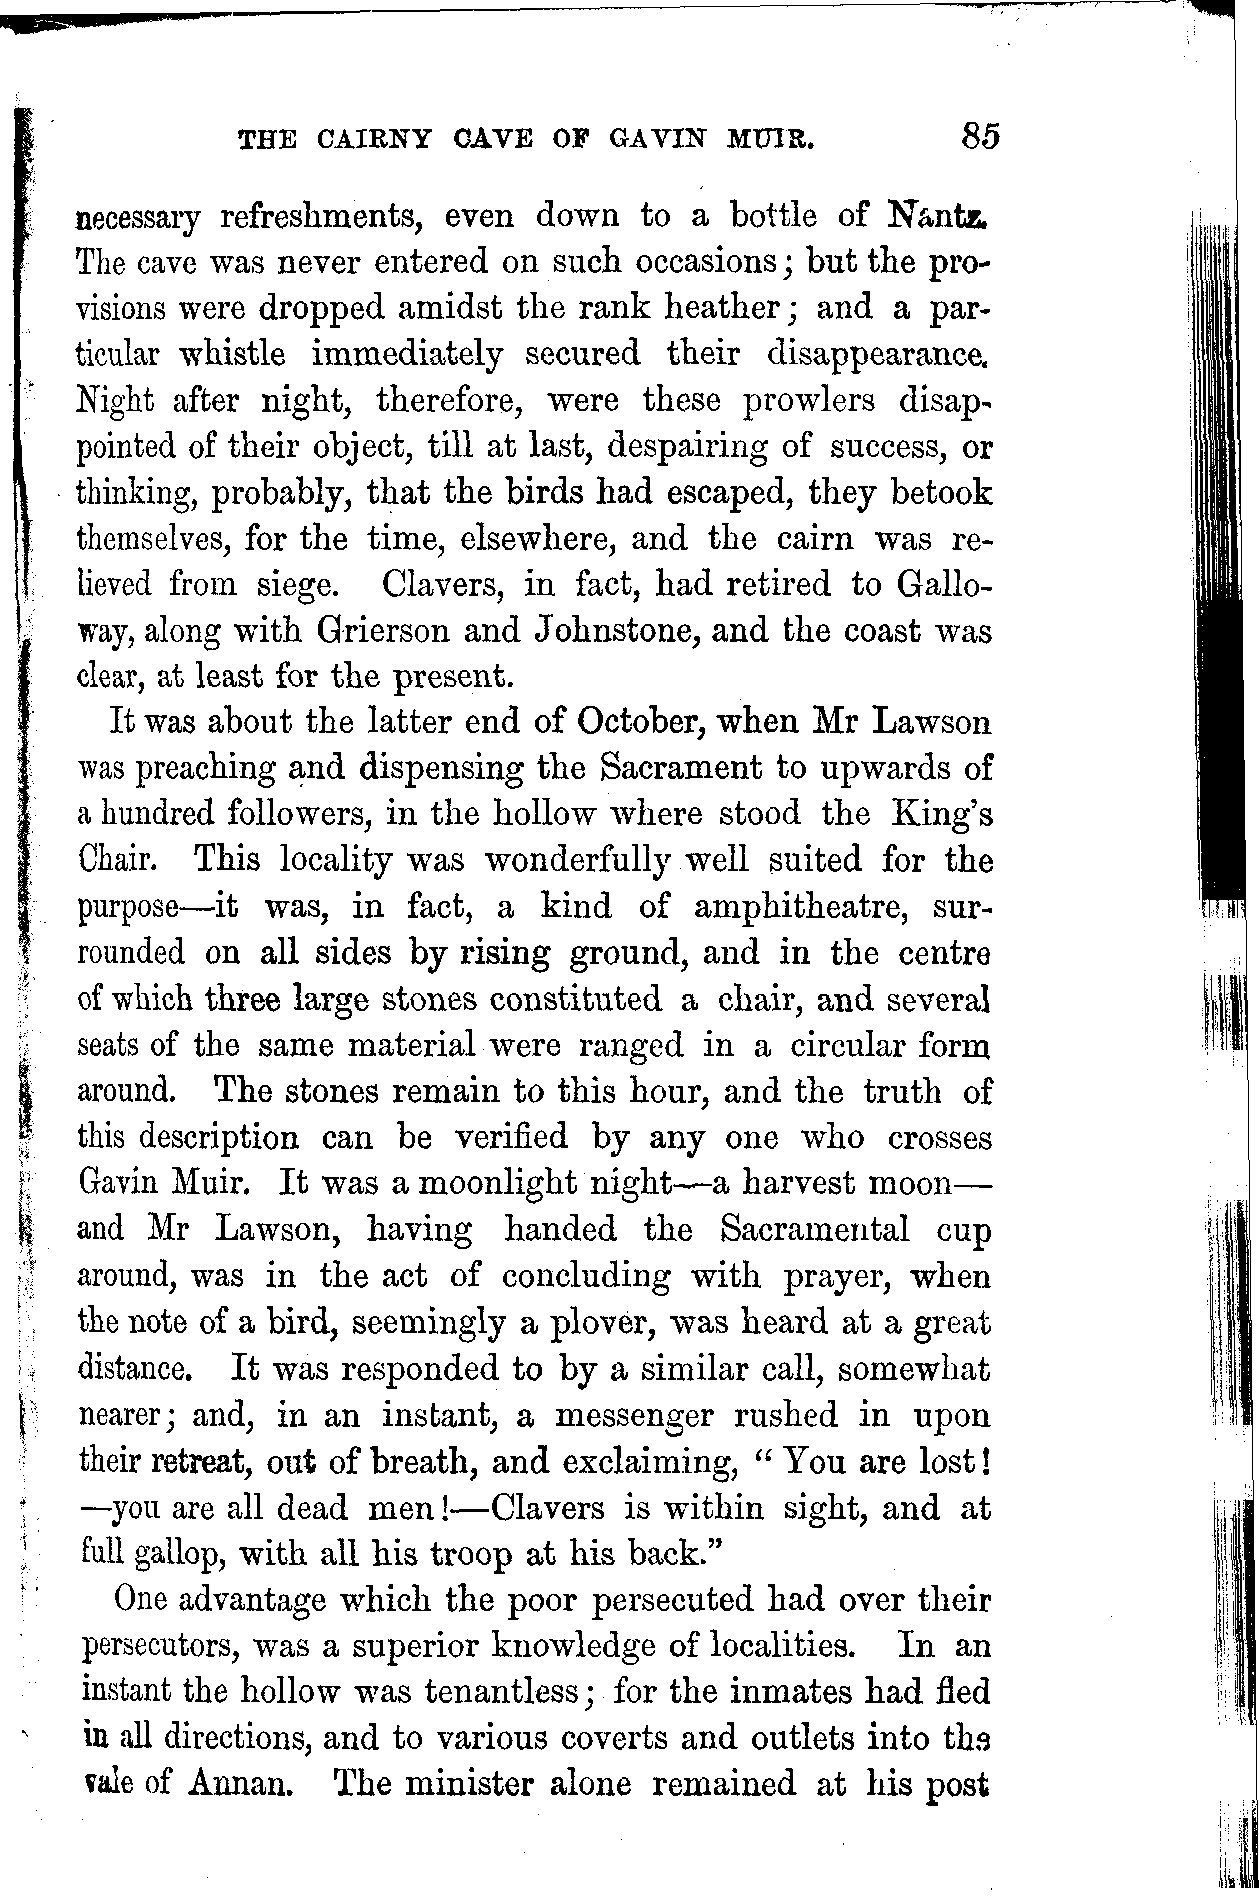 THE CAIRNY CAVE OF GAVIN MUIR. 85
necessary refreshments, even down to a bottle of Nantz.
The cave was never entered on such occasions; but the pro-
visions were dropped amidst the rank heather; and a par-
ticular whistle immediately secured their disappearance.
Night after night, therefore, were these prowlers disap-
pointed of their object, till at last, despairing of success, or
thinking, probably, that the birds had escaped, they betook
themselves, for the time, elsewhere, and the cairn was re-
lieved from siege. Clavers, in fact, had retired to Gallo-
way, along with Grierson and Johnstone, and the coast was
clear, at least for the present.
It was about the latter end of October, when Mr Lawson
was preaching and dispensing the Sacrament to upwards of
a hundred followers, in the hollow where stood the King's
Chair. This locality was wonderfully well suited for the
purpose—it was, in fact, a kind of amphitheatre, sur-
rounded on all sides by rising ground, and in the centre
of which three large stones constituted a chair, and several
seats of the same material were ranged in a circular form
around. The stones remain to this hour, and the truth of
this description can be verified by any one who crosses
Gavin Muir. It was a moonlight night—a harvest moon—
and Mr Lawson, having handed the Sacramental cup
around, was in the act of concluding with prayer, when
the note of a bird, seemingly a plover, was heard at a great
distance. It was responded to by a similar call, somewhat
nearer; and, in an instant, a messenger rushed in upon
their retreat, out of breath, and exclaiming, “You are lost!
—you are all dead men!—Clavers is within sight, and at
full gallop, with all his troop at his back.”
One advantage which the poor persecuted had over their
persecutors, was a superior knowledge of localities. In an
instant the hollow was tenantless; for the inmates had fled
in all directions, and to various coverts and outlets into the
vale of Annan. The minister alone remained at his post